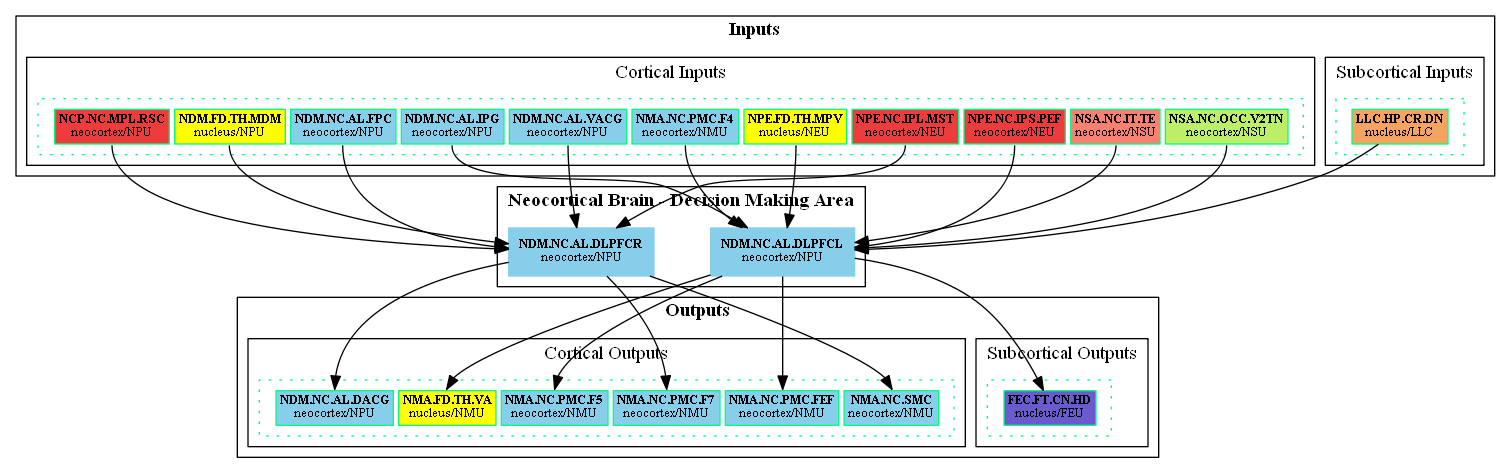 Inputs
Cortical Inputs
Subcortical Inputs
NCP.NC.MPL.RSC
neocortex/NPU
NDM.FD.TH.MDM
nucleus/NPU
NDM.NC.AL.FPC
neocortex/NPU
NDM.NC.AL.IPG
neocortex/NPU
NDM.NC.AL.VACG
neocortex/NPU
NMA.NC.PMC.F4
neocortex/NMU
NPE.FD.TH.MPV
nucleus/NEU
NPE.NC.IPL.MST
neocortex/NEU
NPE.NC.IPS.PEF
neocortex/NEU
NSA.NC.IT.TE
neocortex/NSU
NSA.NC.OCC.V2TN
neocortex/NSU
LLC.HP.CR.DN
nucleus/LLC
Neocortical Brain - Decision Making Area
NDM.NC.AL.DLPFCR
neocortex/NPU
NDM.NC.AL.DLPFCL
neocortex/NPU
Outputs
Cortical Outputs
Subcortical Outputs
NDM.NC.AL.DACG
neocortex/NPU
NMA.FD.TH.VA
nucleus/NMU
NMA.NC.PMC.F5
neocortex/NMU
NMA.NC.PMC.F7
neocortex/NMU
NMA.NC.PMC.FEF
neocortex/NMU
NMA.NC.SMC
neocortex/NMU
FEC.FT.CN.HD
nucleus/FEU